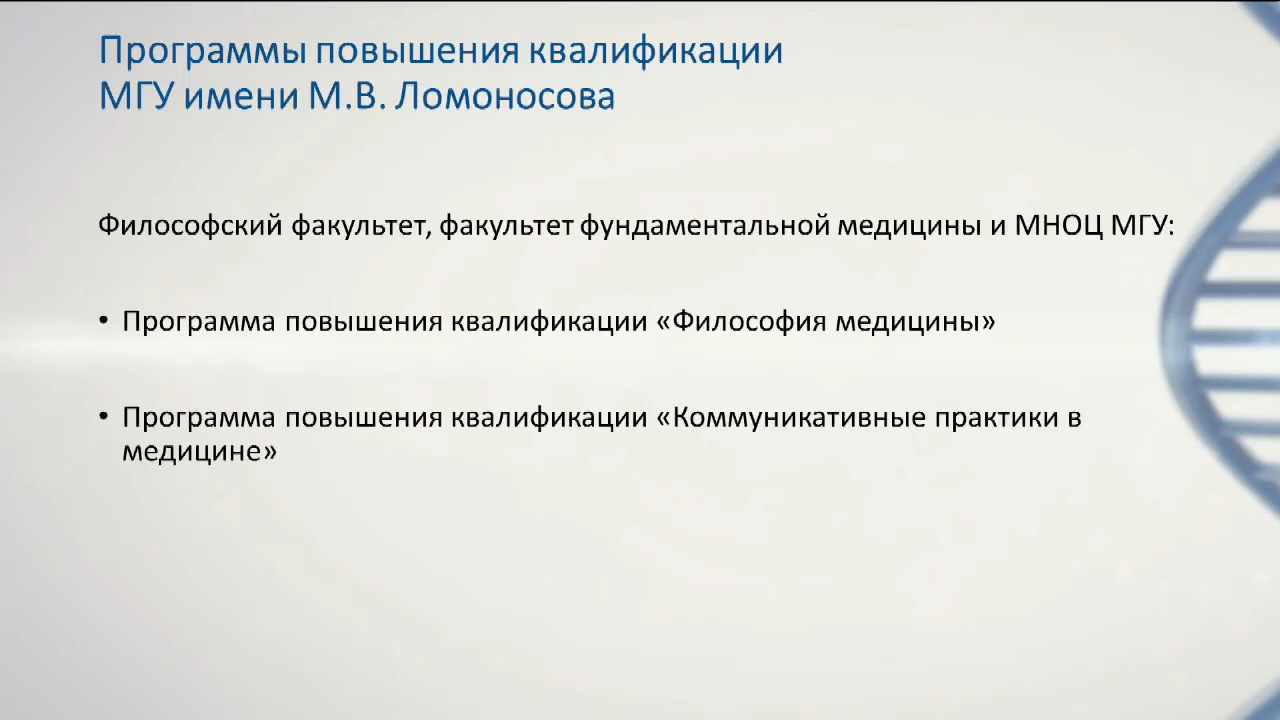 Программы повышения квалификации
МГУ имени М.В. Ломоносова
Философский факультет, факультет фундаментальной медицины и МНОЦ МГУ:
• Программа повышения квалификации «Философия медицины»
• Программа повышения квалификации «Коммуникативные практики в
медицине»